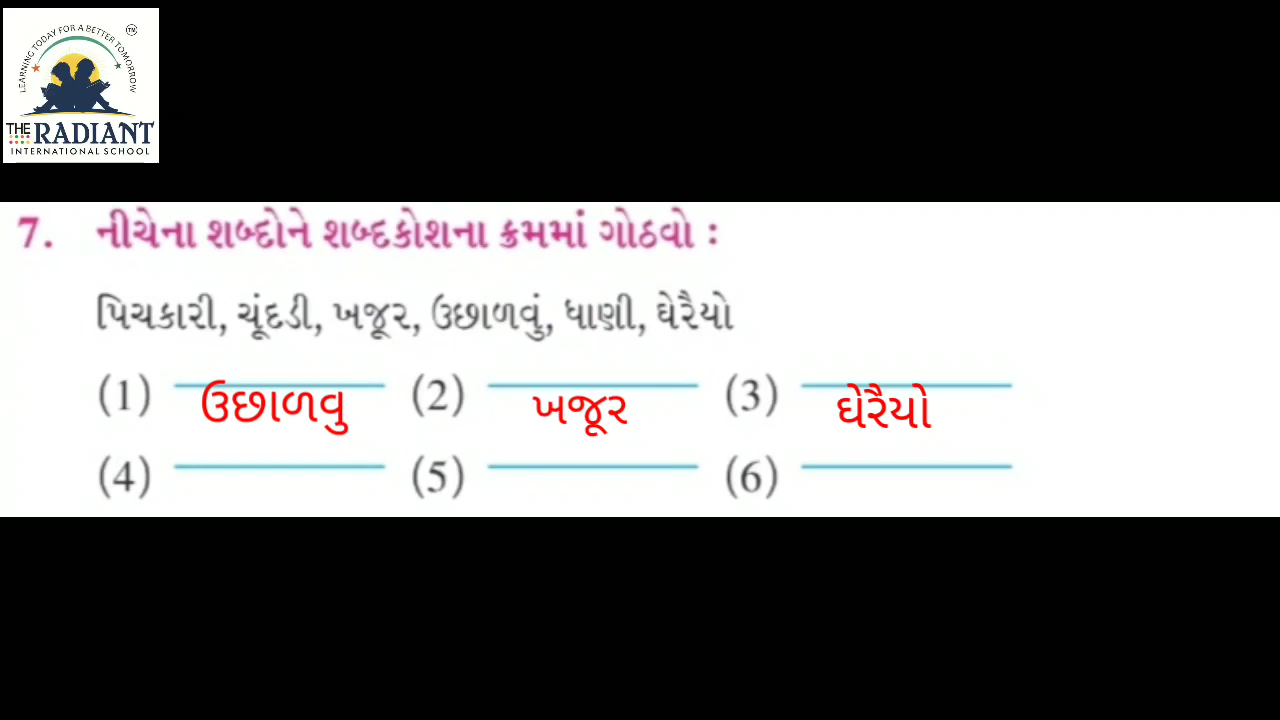 LEARNING TODAY FOR A BETTER TOMORROW
TM
THE RADIANT
INTERNATIONAL SCHOOL
7. નીચેના શબ્દોને શબ્દકોશના ક્રમમાં ગોઠવો :
પિચકારી, ચૂંદડી, ખજૂર, ઉછાળવું, ધાણી, ઘેરૈયો
(1) ઉછાળવુ (2) ખજૂર (3) ઘેરૈયો
(4) (5) (6)